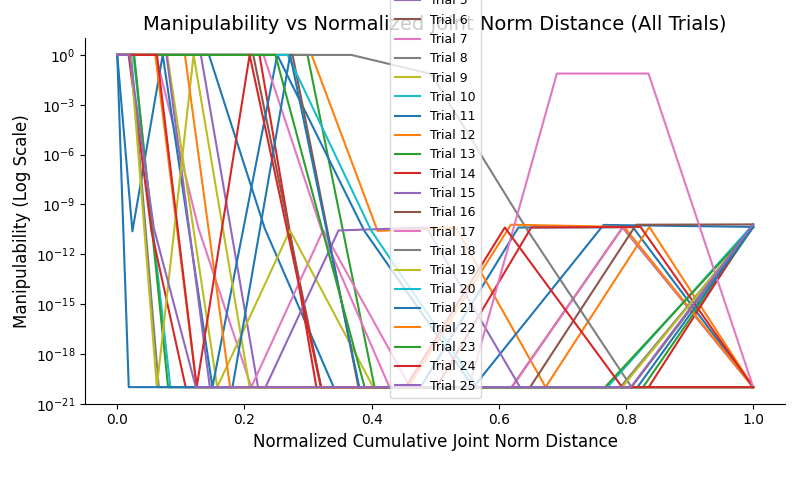 Manipulability vs Normalized Joint Norm Distance (All Trials)
Manipulability (Log Scale)
10^0
10^-3
10^-6
10^-9
10^-12
10^-15
10^-18
10^-21
0.0
0.2
0.4
0.6
0.8
1.0
Normalized Cumulative Joint Norm Distance
Trial 5
Trial 6
Trial 7
Trial 8
Trial 9
Trial 10
Trial 11
Trial 12
Trial 13
Trial 14
Trial 15
Trial 16
Trial 17
Trial 18
Trial 19
Trial 20
Trial 21
Trial 22
Trial 23
Trial 24
Trial 25